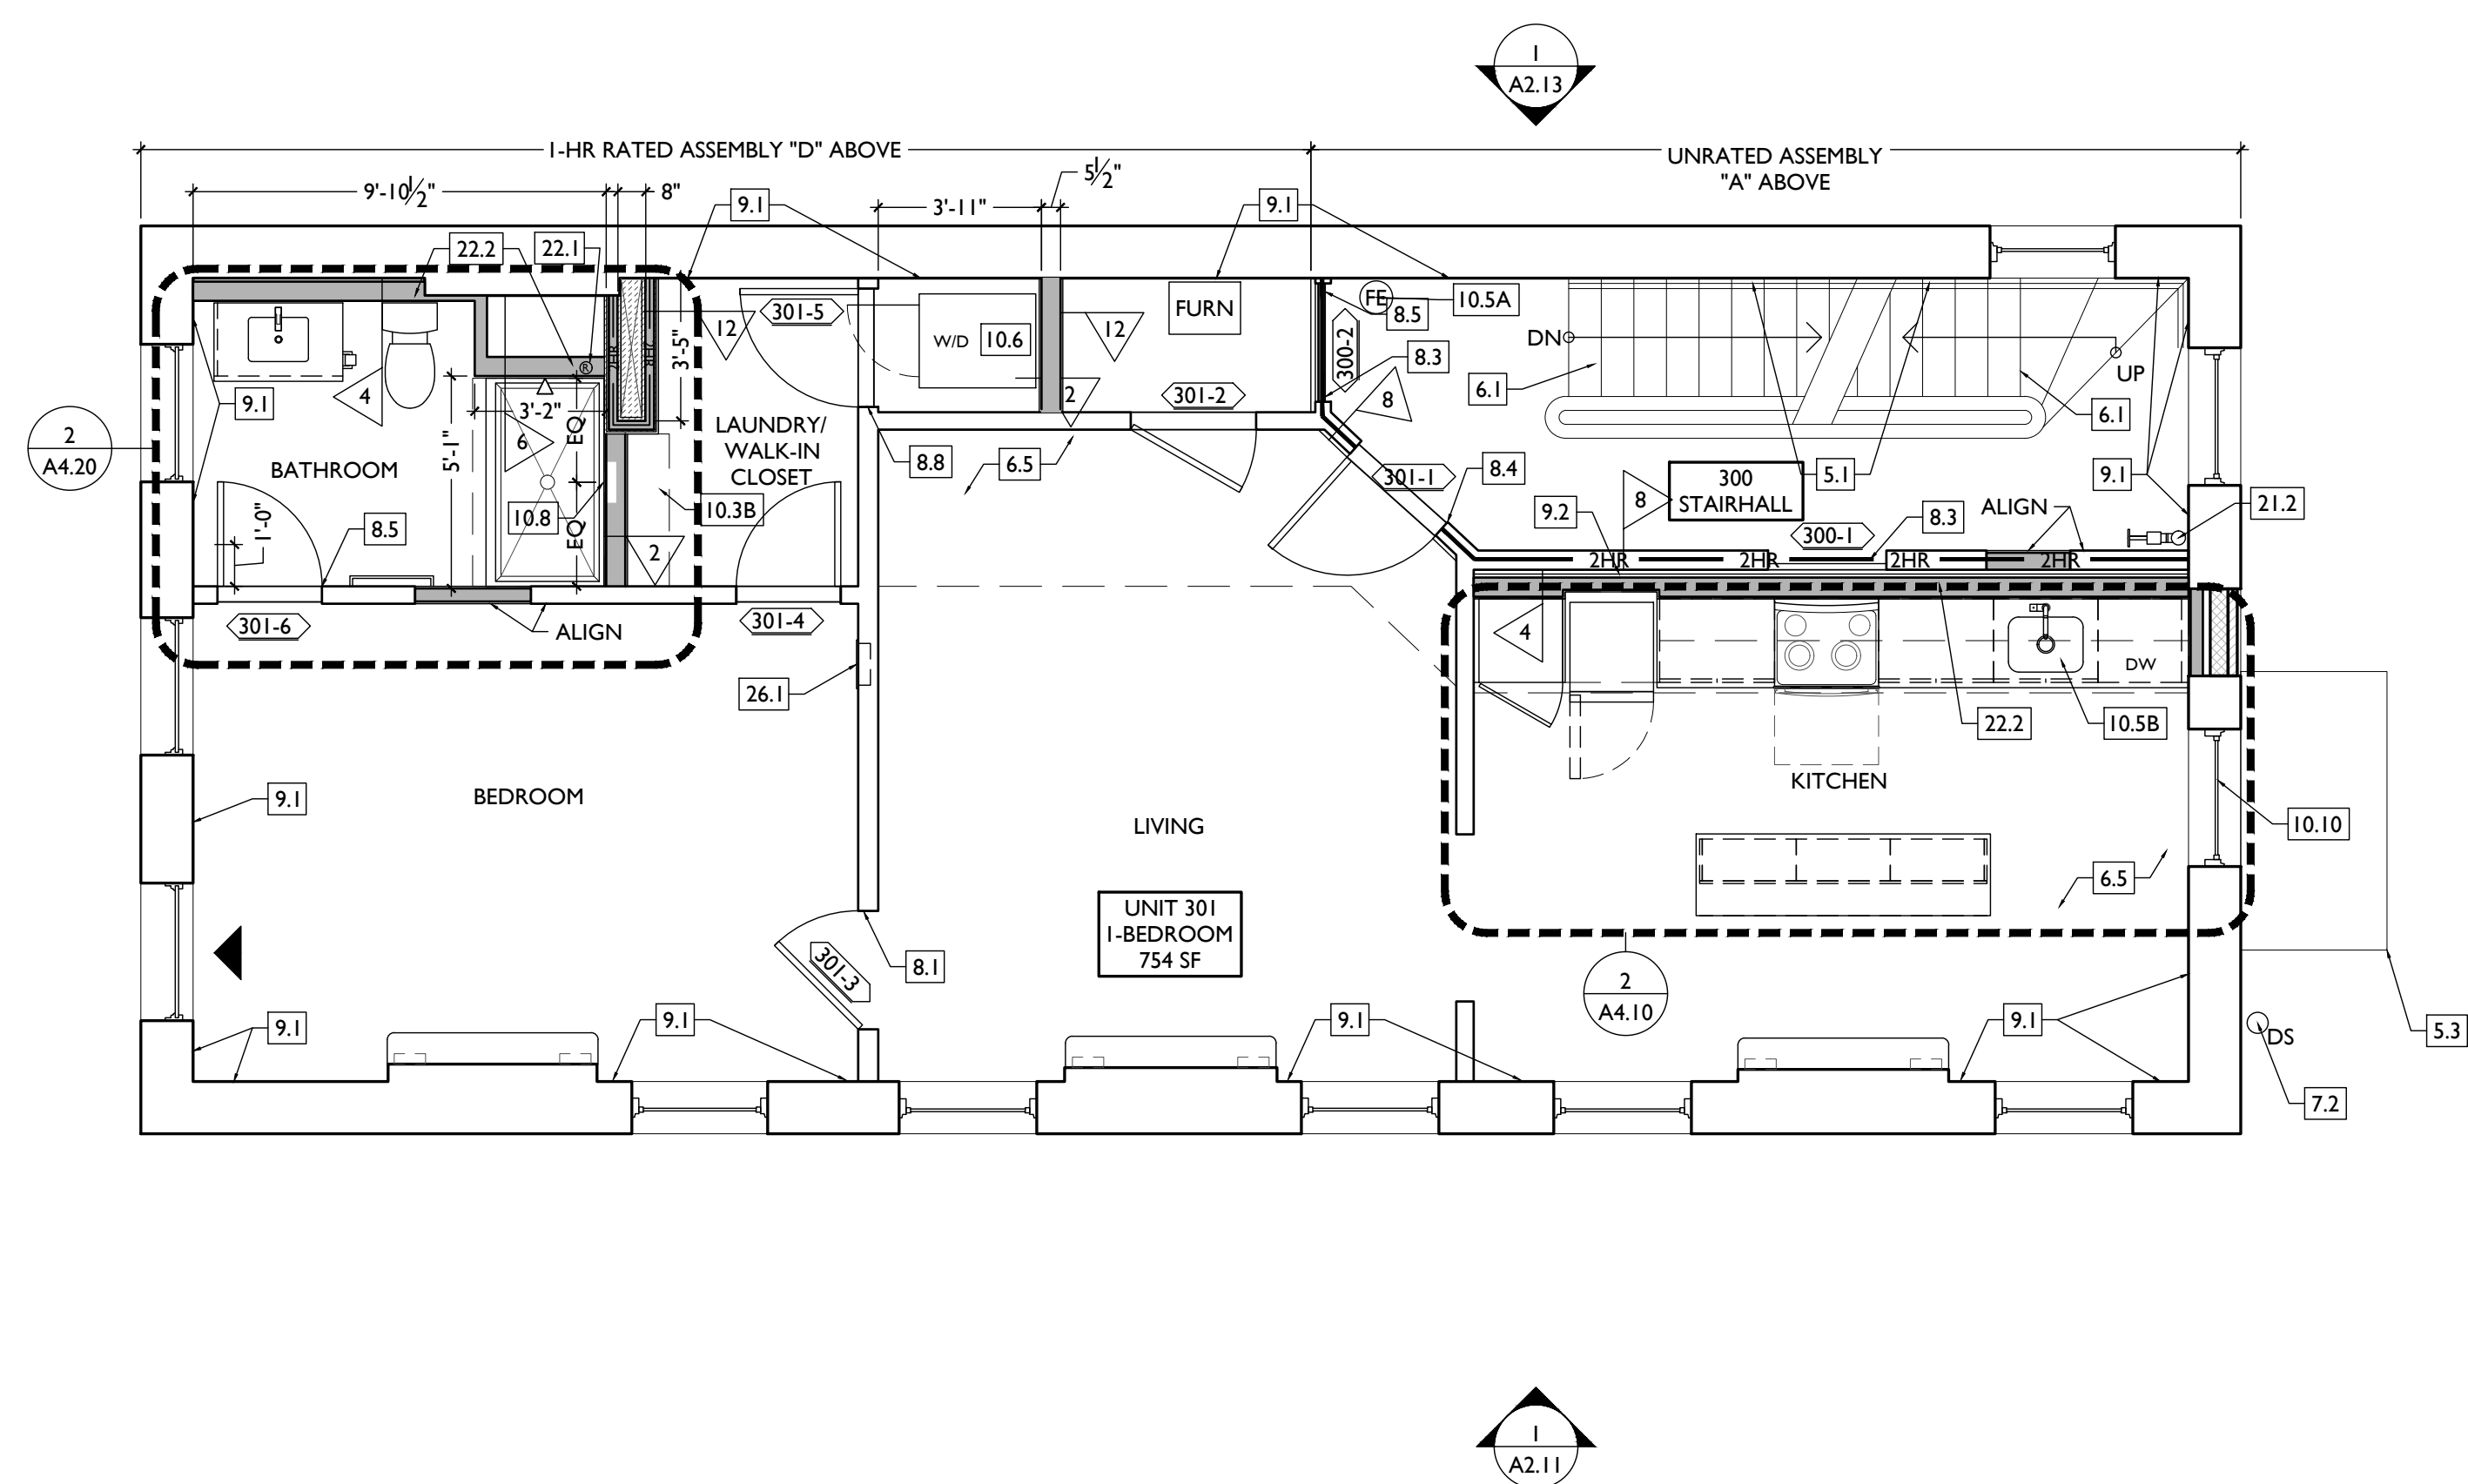 1
A2.13
1-HR RATED ASSEMBLY "D" ABOVE
UNRATED ASSEMBLY
"A" ABOVE
9'-10 1/2"
8"
9.1
3'-11"
5 1/2"
9.1
22.2
22.1
12
301-5
W/D
10.6
12
FURN
FE
10.5A
8.5
300-2
8.3
DN
UP
6.1
6.1
2HR
2HR
3'-5"
4
9.1
®
3'-2"
6
EQ
EQ
5'-1"
2
301-2
8
2
A4.20
BATHROOM
LAUNDRY/
WALK-IN
CLOSET
8.8
6.5
8.4
301-1
8
300
STAIRHALL
5.1
9.1
10.8
10.3B
1'-0"
8.5
2
9.2
300-1
8.3
ALIGN
21.2
2HR
2HR
2HR
2HR
301-6
ALIGN
301-4
4
26.1
DW
22.2
10.5B
BEDROOM
KITCHEN
9.1
LIVING
10.10
6.5
UNIT 301
1-BEDROOM
754 SF
301-3
8.1
2
A4.10
9.1
9.1
9.1
9.1
DS
5.3
7.2
1
A2.11